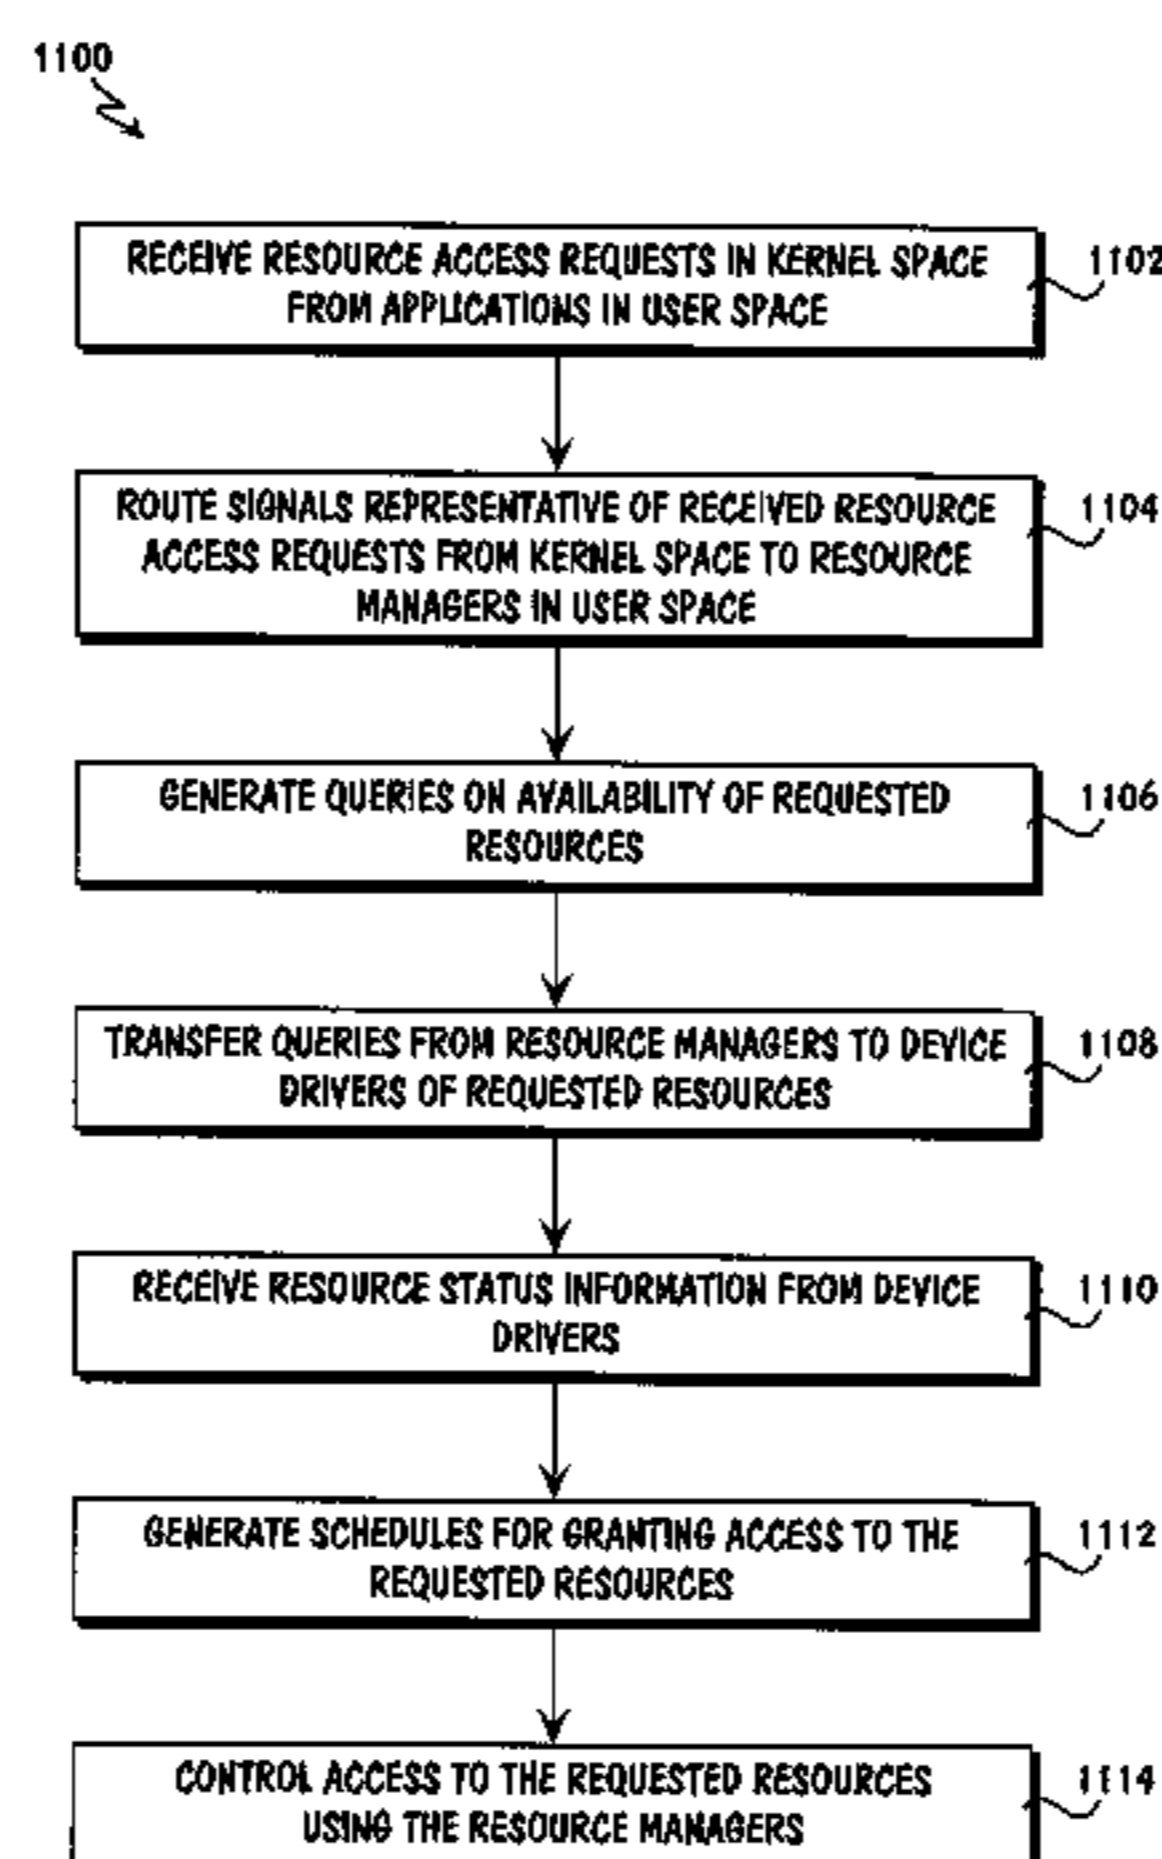 1100
RECEIVE RESOURCE ACCESS REQUESTS IN KERNEL SPACE
FROM APPLICATIONS IN USER SPACE
1102
ROUTE SIGNALS REPRESENTATIVE OF RECEIVED RESOURCE
ACCESS REQUESTS FROM KERNEL SPACE TO RESOURCE
MANAGERS IN USER SPACE
1104
GENERATE QUERIES ON AVAILABILITY OF REQUESTED
RESOURCES
1106
TRANSFER QUERIES FROM RESOURCE MANAGERS TO DEVICE
DRIVERS OF REQUESTED RESOURCES
1108
RECEIVE RESOURCE STATUS INFORMATION FROM DEVICE
DRIVERS
1110
GENERATE SCHEDULES FOR GRANTING ACCESS TO THE
REQUESTED RESOURCES
1112
CONTROL ACCESS TO THE REQUESTED RESOURCES
USING THE RESOURCE MANAGERS
1114